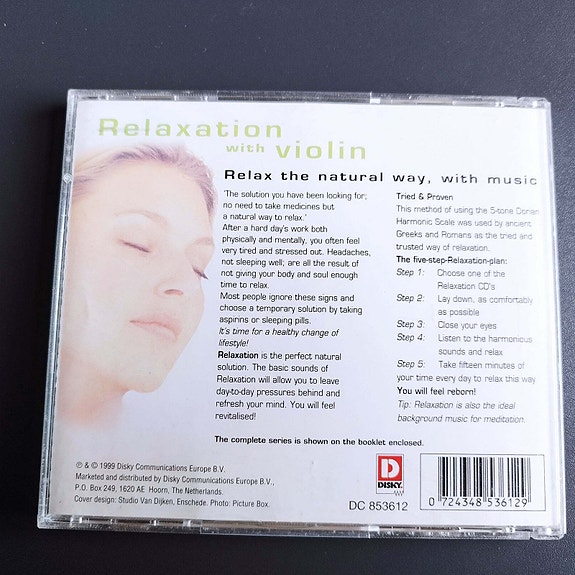 Relaxation
with violin
Relax the natural way, with music
'The solution you have been looking for;
no need to take medicines but
a natural way to relax.'
After a hard day's work both
physically and mentally, you often feel
very tired and stressed out. Headaches,
not sleeping well; are all the result of
not giving your body and soul enough
time to relax.
Most people ignore these signs and
choose a temporary solution by taking
aspirins or sleeping pills.
It's time for a healthy change of
lifestyle!
Relaxation is the perfect natural
solution. The basic sounds of
Relaxation will allow you to leave
day-to-day pressures behind and
refresh your mind. You will feel
revitalised!
Tried & Proven
This method of using the 5-tone Dorian
Harmonic Scale was used by ancient
Greeks and Romans as the tried and
trusted way of relaxation.
The five-step-Relaxation-plan:
Step 1: Choose one of the
Relaxation CD's
Step 2: Lay down, as comfortably
as possible
Step 3: Close your eyes
Step 4: Listen to the harmonious
sounds and relax
Step 5: Take fifteen minutes of
your time every day to relax this way
You will feel reborn!
Tip: Relaxation is also the ideal
background music for meditation.
The complete series is shown on the booklet enclosed.
℗ & © 1999 Disky Communications Europe B.V.
Marketed and distributed by Disky Communications Europe B.V.,
P.O. Box 249, 1620 AE Hoorn, The Netherlands.
Cover design: Studio Van Dijken, Enschede. Photo: Picture Box.
D
DISKY
DC 853612
0 724348 536129